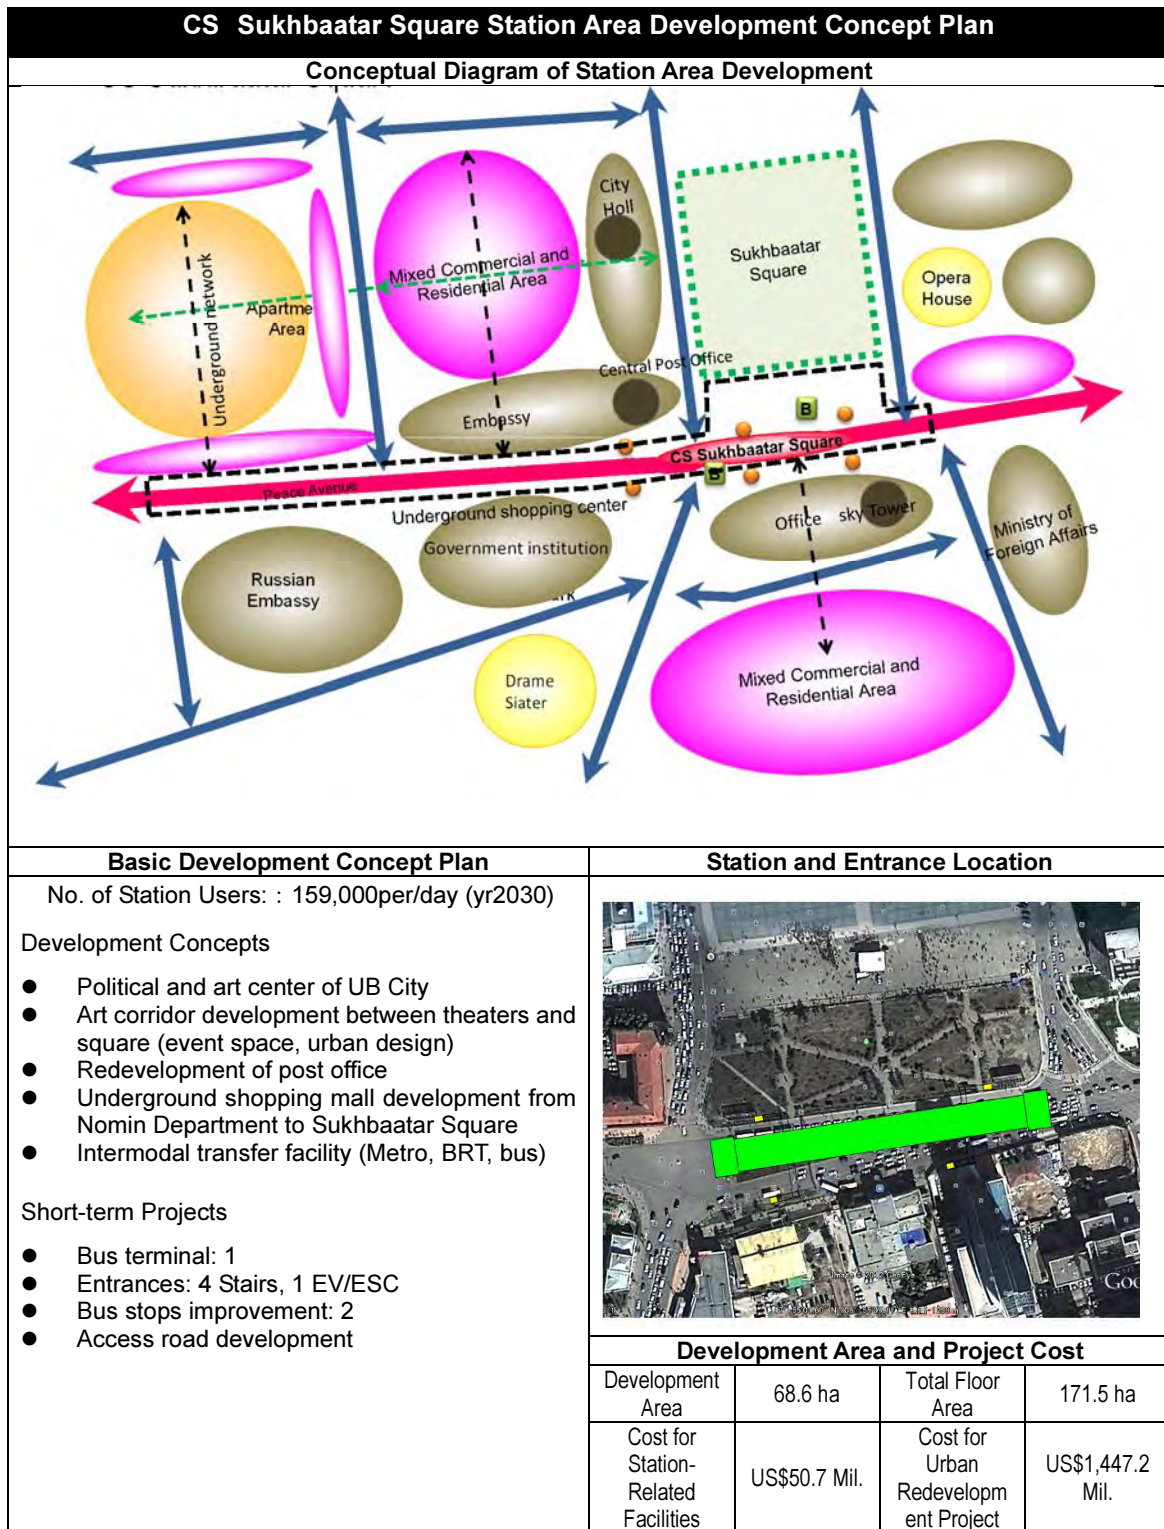 CS Sukhbaatar Square Station Area Development Concept Plan
Conceptual Diagram of Station Area Development
City
Holl
Sukhbaatar
Square
Mixed Commercial and
Residential Area
Opera
House
Underground network
Apartme
Area
Central Post Office
Embassy
B
CS Sukhbaatar Square
B
Peace Avenue
Underground shopping center
Office sky Tower
Ministry of
Foreign Affairs
Government institution
Russian
Embassy
Drame
Siater
Mixed Commercial and
Residential Area
Basic Development Concept Plan
No. of Station Users: : 159,000per/day (yr2030)
Development Concepts
● Political and art center of UB City
● Art corridor development between theaters and
square (event space, urban design)
● Redevelopment of post office
● Underground shopping mall development from
Nomin Department to Sukhbaatar Square
● Intermodal transfer facility (Metro, BRT, bus)
Short-term Projects
● Bus terminal: 1
● Entrances: 4 Stairs, 1 EV/ESC
● Bus stops improvement: 2
● Access road development
Station and Entrance Location
Goo
Development Area and Project Cost
Development
Area
68.6 ha
Total Floor
Area
171.5 ha
Cost for
Station-
Related
Facilities
US$50.7 Mil.
Cost for
Urban
Redevelopm
ent Project
US$1,447.2
Mil.